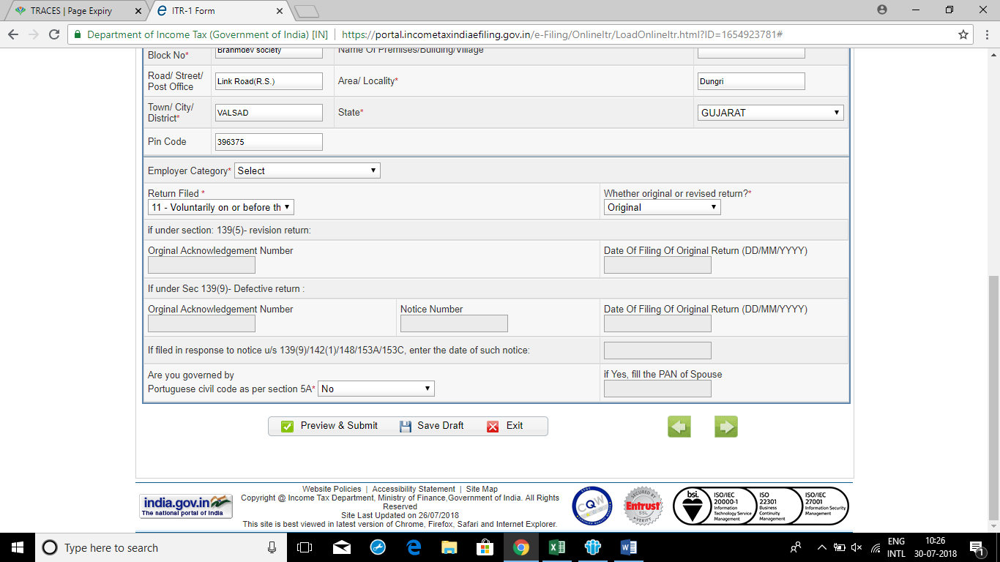 TRACES | Page Expiry
ITR-1 Form
Department of Income Tax (Government of India) [IN]
https://portal.incometaxindiaefiling.gov.in/e-Filing/OnlineItr/LoadOnlineItr.html?ID=1654923781#
Block No*
Brahmdev society
Name Of Premises/Building/Village
Road/ Street/
Post Office
Link Road(R.S.)
Area/ Locality*
Dungri
Town/ City/
District*
VALSAD
State*
GUJARAT
Pin Code
396375
Employer Category* Select
Return Filed *
11 - Voluntarily on or before th
Whether original or revised return?*
Original
if under section: 139(5)- revision return:
Orginal Acknowledgement Number
Date Of Filing Of Original Return (DD/MM/YYYY)
If under Sec 139(9)- Defective return :
Orginal Acknowledgement Number
Notice Number
Date Of Filing Of Original Return (DD/MM/YYYY)
If filed in response to notice u/s 139(9)/142(1)/148/153A/153C, enter the date of such notice:
Are you governed by
Portuguese civil code as per section 5A* No
if Yes, fill the PAN of Spouse
Preview & Submit
Save Draft
Exit
india.gov.in
The national portal of India
Website Policies | Accessibility Statement | Site Map
Copyright @ Income Tax Department, Ministry of Finance,Government of India. All Rights
Reserved
Site Last Updated on 26/07/2018
This site is best viewed in latest version of Chrome, Firefox, Safari and Internet Explorer.
CQW
SECURED BY
Entrust
SSL
VERIFY
bsi.
ISO/IEC
20000-1
Information
Technology Service
Management
ISO
22301
Business
Continuity
Management
ISO/IEC
27001
Information Security
Management
Type here to search
ENG
INTL
10:26
30-07-2018
1